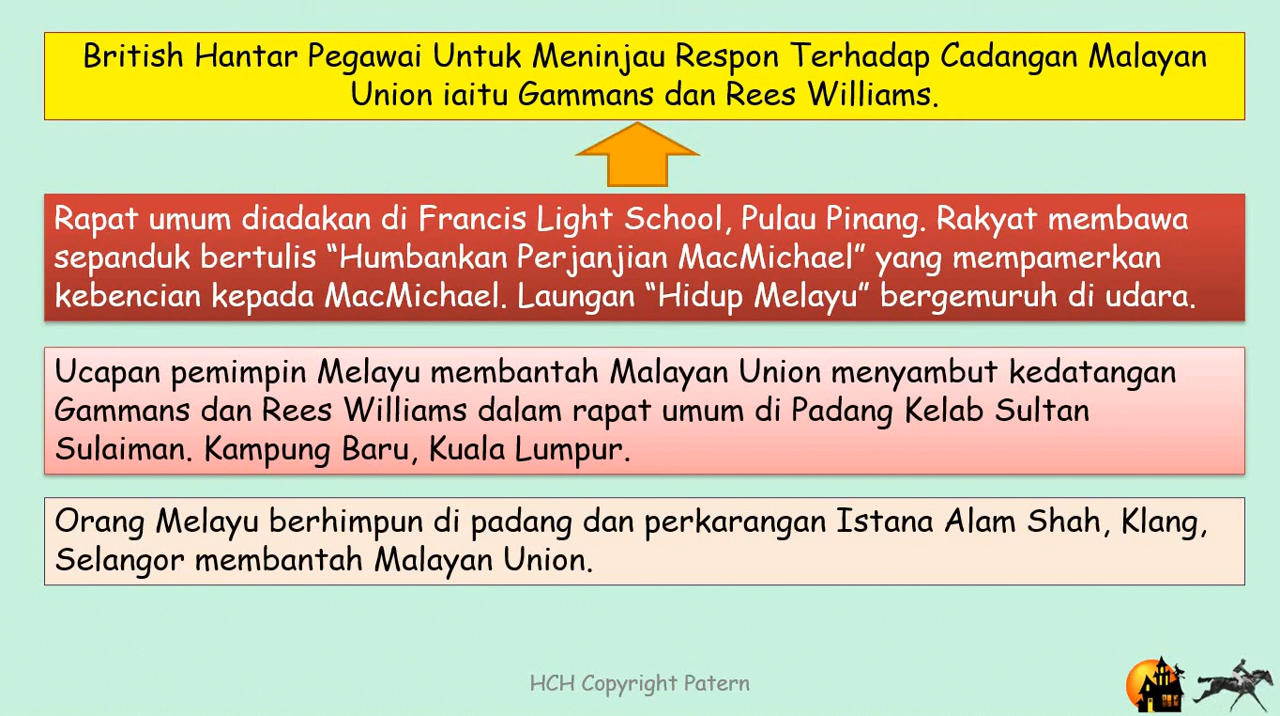 British Hantar Pegawai Untuk Meninjau Respon Terhadap Cadangan Malayan
Union iaitu Gammans dan Rees Williams.
Rapat umum diadakan di Francis Light School, Pulau Pinang. Rakyat membawa
sepanduk bertulis “Humbankan Perjanjian MacMichael” yang mempamerkan
kebencian kepada MacMichael. Laungan “Hidup Melayu” bergemuruh di udara.
Ucapan pemimpin Melayu membantah Malayan Union menyambut kedatangan
Gammans dan Rees Williams dalam rapat umum di Padang Kelab Sultan
Sulaiman. Kampung Baru, Kuala Lumpur.
Orang Melayu berhimpun di padang dan perkarangan Istana Alam Shah, Klang,
Selangor membantah Malayan Union.
HCH Copyright Patern